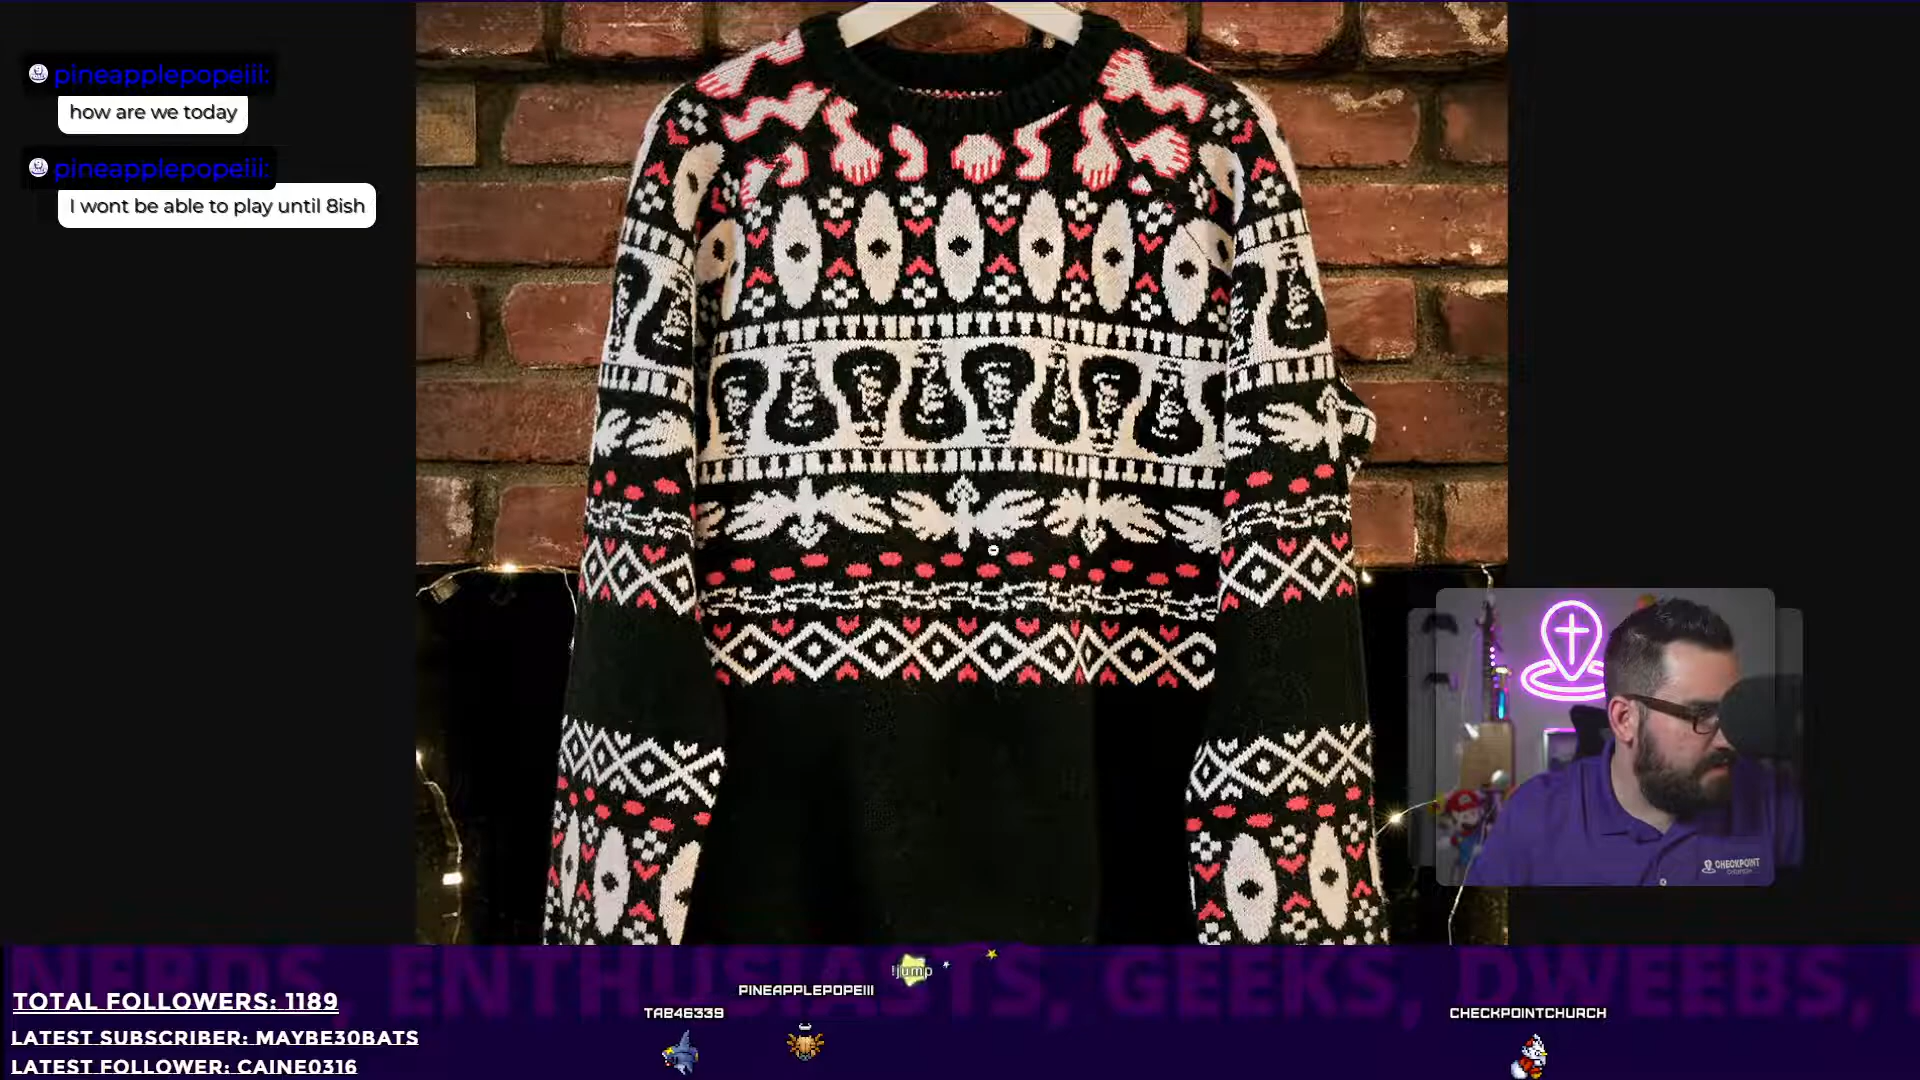 pineapplepopeiii:
how are we today
pineapplepopeiii:
I wont be able to play until 8ish
CHECKPOINT
NERDS, ENTHUSIASTS, GEEKS, DWEEBS,
!jump
TOTAL FOLLOWERS: 1189
LATEST SUBSCRIBER: MAYBE30BATS
LATEST FOLLOWER: CAINE0316
TAB46339
PINEAPPLEPOPEIII
CHECKPOINTCHURCH